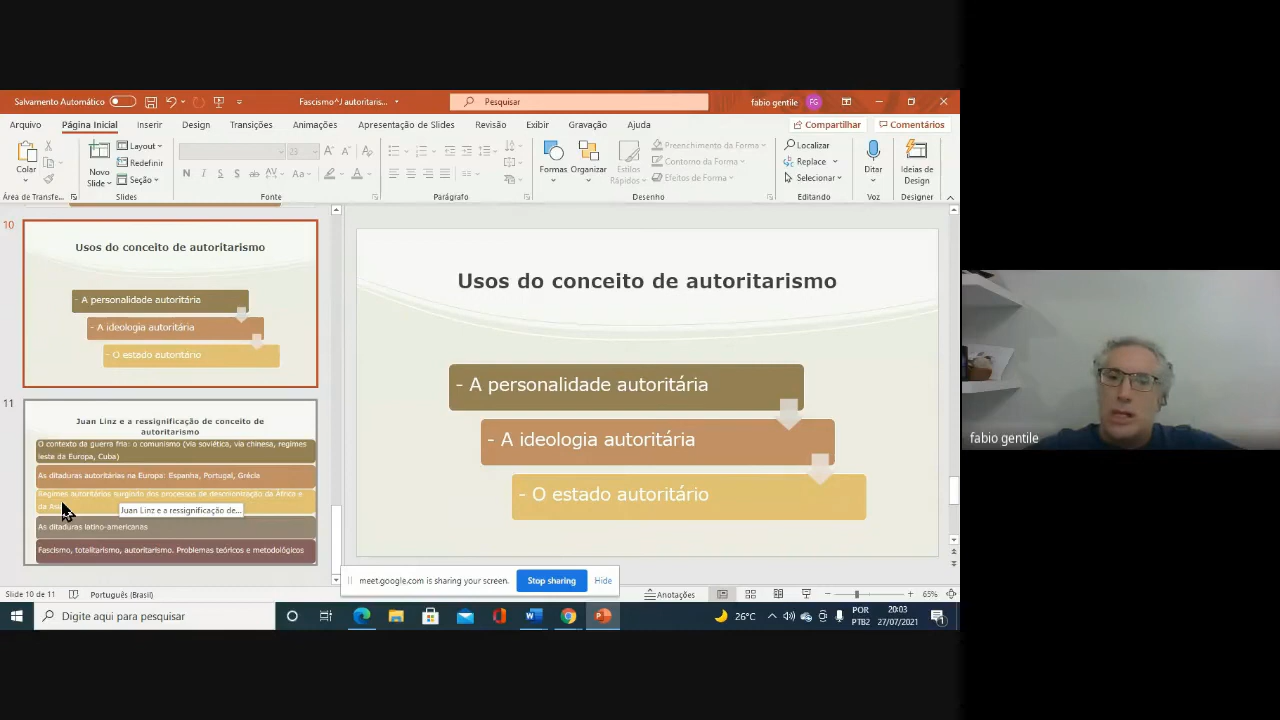 Salvamento Automático
Fascismo^J autoritaris...
Pesquisar
fabio gentile
FG
Arquivo
Página Inicial
Inserir
Design
Transições
Animações
Apresentação de Slides
Revisão
Exibir
Gravação
Ajuda
Compartilhar
Comentários
Colar
Novo
Slide
Layout
Redefinir
Seção
23
N
I
S
S
ab
AV
Aa
A
Formas
Organizar
Estilos
Rápidos
Preenchimento da Forma
Contorno da Forma
Efeitos de Forma
Localizar
Replace
Selecionar
Ditar
Ideias de
Design
Área de Transfe...
Slides
Fonte
Parágrafo
Desenho
Editando
Voz
Designer
10
Usos do conceito de autoritarismo
- A personalidade autoritária
- A ideologia autoritária
- O estado autoritário
11
Juan Linz e a ressignificação de conceito de
autoritarismo
O contexto da guerra fria: o comunismo (via soviética, via chinesa, regimes
leste da Europa, Cuba)
As ditaduras autoritárias na Europa: Espanha, Portugal, Grécia
Regimes autoritários surgindo dos processos de descolonização da África e
Juan Linz e a ressignificação de...
As ditaduras latino-americanas
Fascismo, totalitarismo, autoritarismo. Problemas teóricos e metodológicos
Usos do conceito de autoritarismo
- A personalidade autoritária
- A ideologia autoritária
- O estado autoritário
fabio gentile
meet.google.com is sharing your screen.
Stop sharing
Hide
Slide 10 de 11
Português (Brasil)
Anotações
65%
Digite aqui para pesquisar
26°C
POR
PTB2
20:03
27/07/2021
1